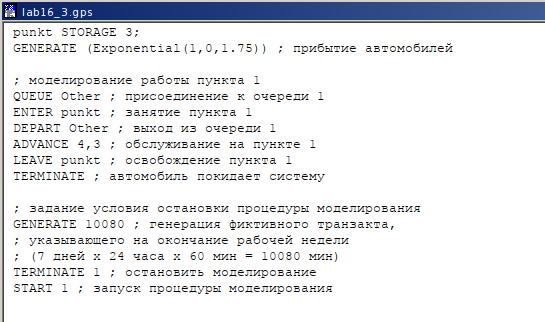 lab16_3.gps
punkt STORAGE 3;
GENERATE (Exponential(1,0,1.75)) ; прибытие автомобилей
; моделирование работы пункта 1
QUEUE Other ; присоединение к очереди 1
ENTER punkt ; занятие пункта 1
DEPART Other ; выход из очереди 1
ADVANCE 4,3 ; обслуживание на пункте 1
LEAVE punkt ; освобождение пункта 1
TERMINATE ; автомобиль покидает систему
; задание условия остановки процедуры моделирования
GENERATE 10080 ; генерация фиктивного транзакта,
; указывающего на окончание рабочей недели
; (7 дней x 24 часа x 60 мин = 10080 мин)
TERMINATE 1 ; остановить моделирование
START 1 ; запуск процедуры моделирования